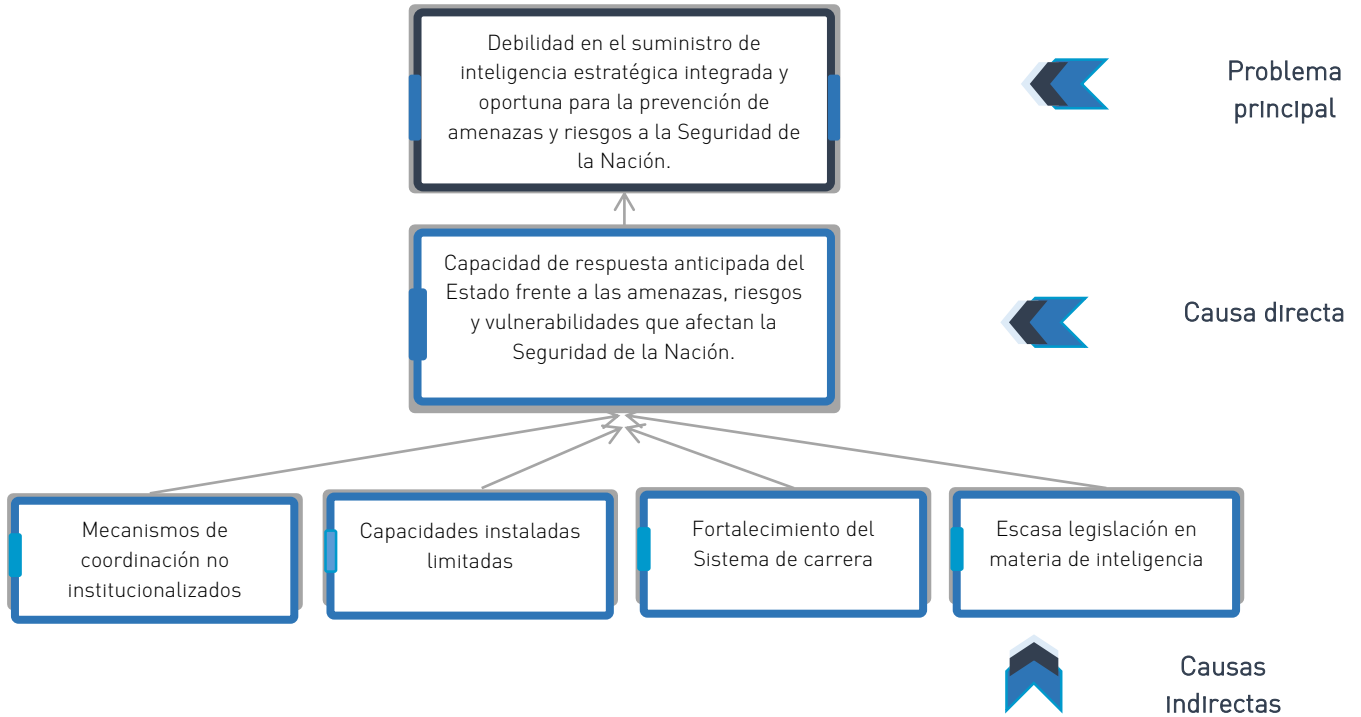 Debilidad en el suministro de
inteligencia estratégica integrada y
oportuna para la prevención de
amenazas y riesgos a la Seguridad de
la Nación.
Problema
principal
Capacidad de respuesta anticipada del
Estado frente a las amenazas, riesgos
y vulnerabilidades que afectan la
Seguridad de la Nación.
Causa directa
Mecanismos de
coordinación no
institucionalizados
Capacidades instaladas
limitadas
Fortalecimiento del
Sistema de carrera
Escasa legislación en
materia de inteligencia
Causas
indirectas